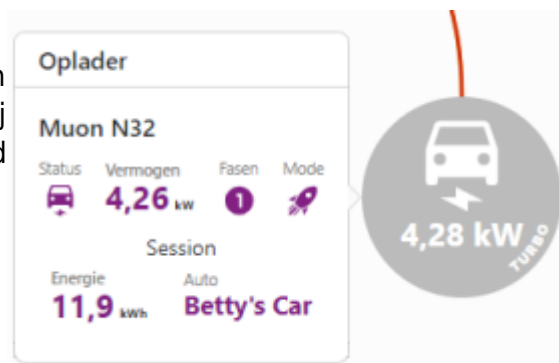 Oplader
Muon N32
Status Vermogen Fasen Mode
4,26 kW 1
Session
Energie Auto
11,9 kWh Betty's Car
4,28 kW
TURBO